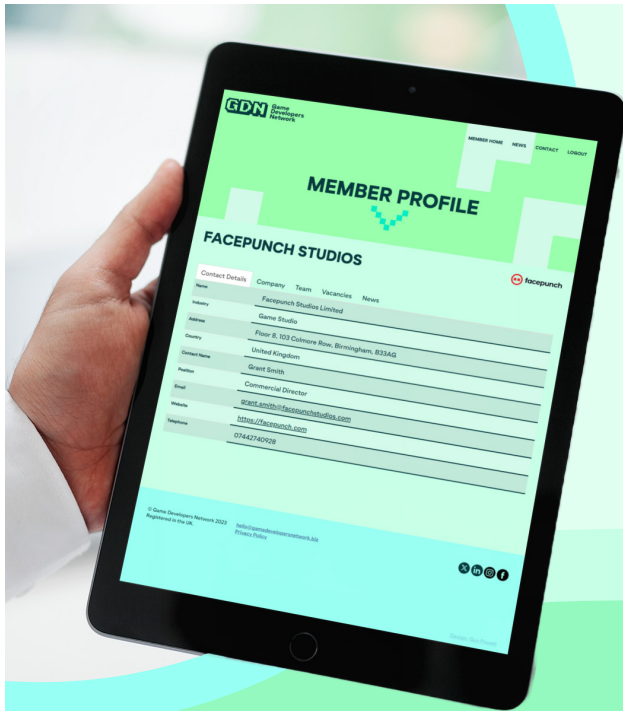 GDN Game
Developers
Network
MEMBER HOME NEWS CONTACT LOGOUT
MEMBER PROFILE
FACEPUNCH STUDIOS
facepunch
Contact Details Company Team Vacancies News
Name Facepunch Studios Limited
Industry Game Studio
Address Floor 8, 103 Colmore Row, Birmingham, B33AG
Country United Kingdom
Contact Name Grant Smith
Position Commercial Director
Email grant.smith@facepunchstudios.com
Website https://facepunch.com
Telephone 07442740928
© Game Developers Network 2023 hello@gamedevelopersnetwork.biz
Registered in the UK. Privacy Policy